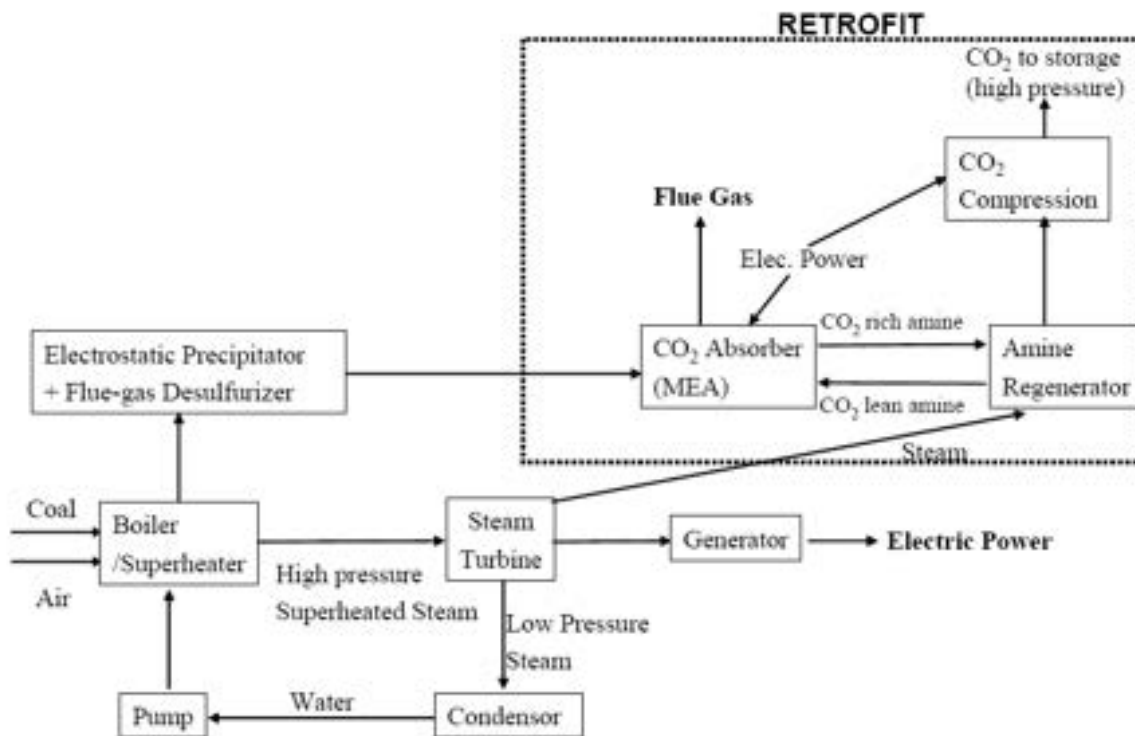 RETROFIT
CO₂ to storage
(high pressure)
CO₂
Compression
Flue Gas
Elec. Power
CO₂ rich amine
Electrostatic Precipitator
+ Flue-gas Desulfurizer
CO₂ Absorber
(MEA)
Amine
Regenerator
CO₂ lean amine
Steam
Coal
Boiler
/Superheater
Air
Steam
Turbine
Generator
Electric Power
High pressure
Superheated Steam
Low Pressure
Steam
Pump
Water
Condensor